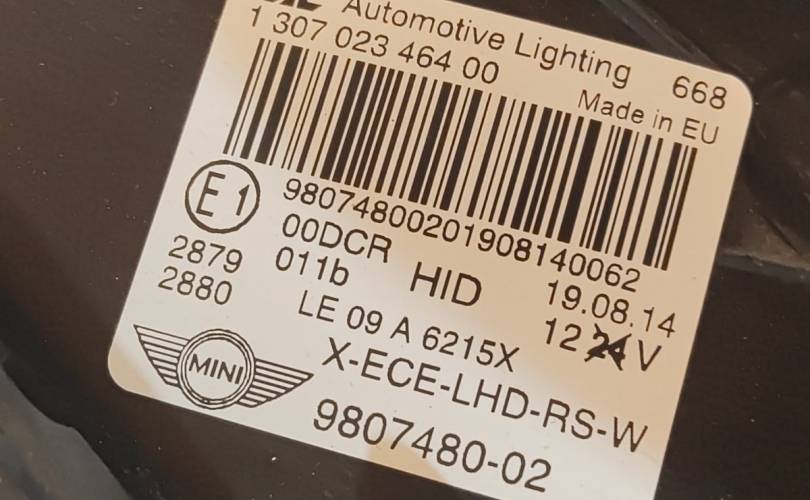 Automotive Lighting 668
1 307 023 464 00
Made in EU
E1
98074800201908140062
00DCR HID 19.08.14
2879 011b 12 24 V
2880 LE 09 A 6215X
MINI X-ECE-LHD-RS-W
9807480-02